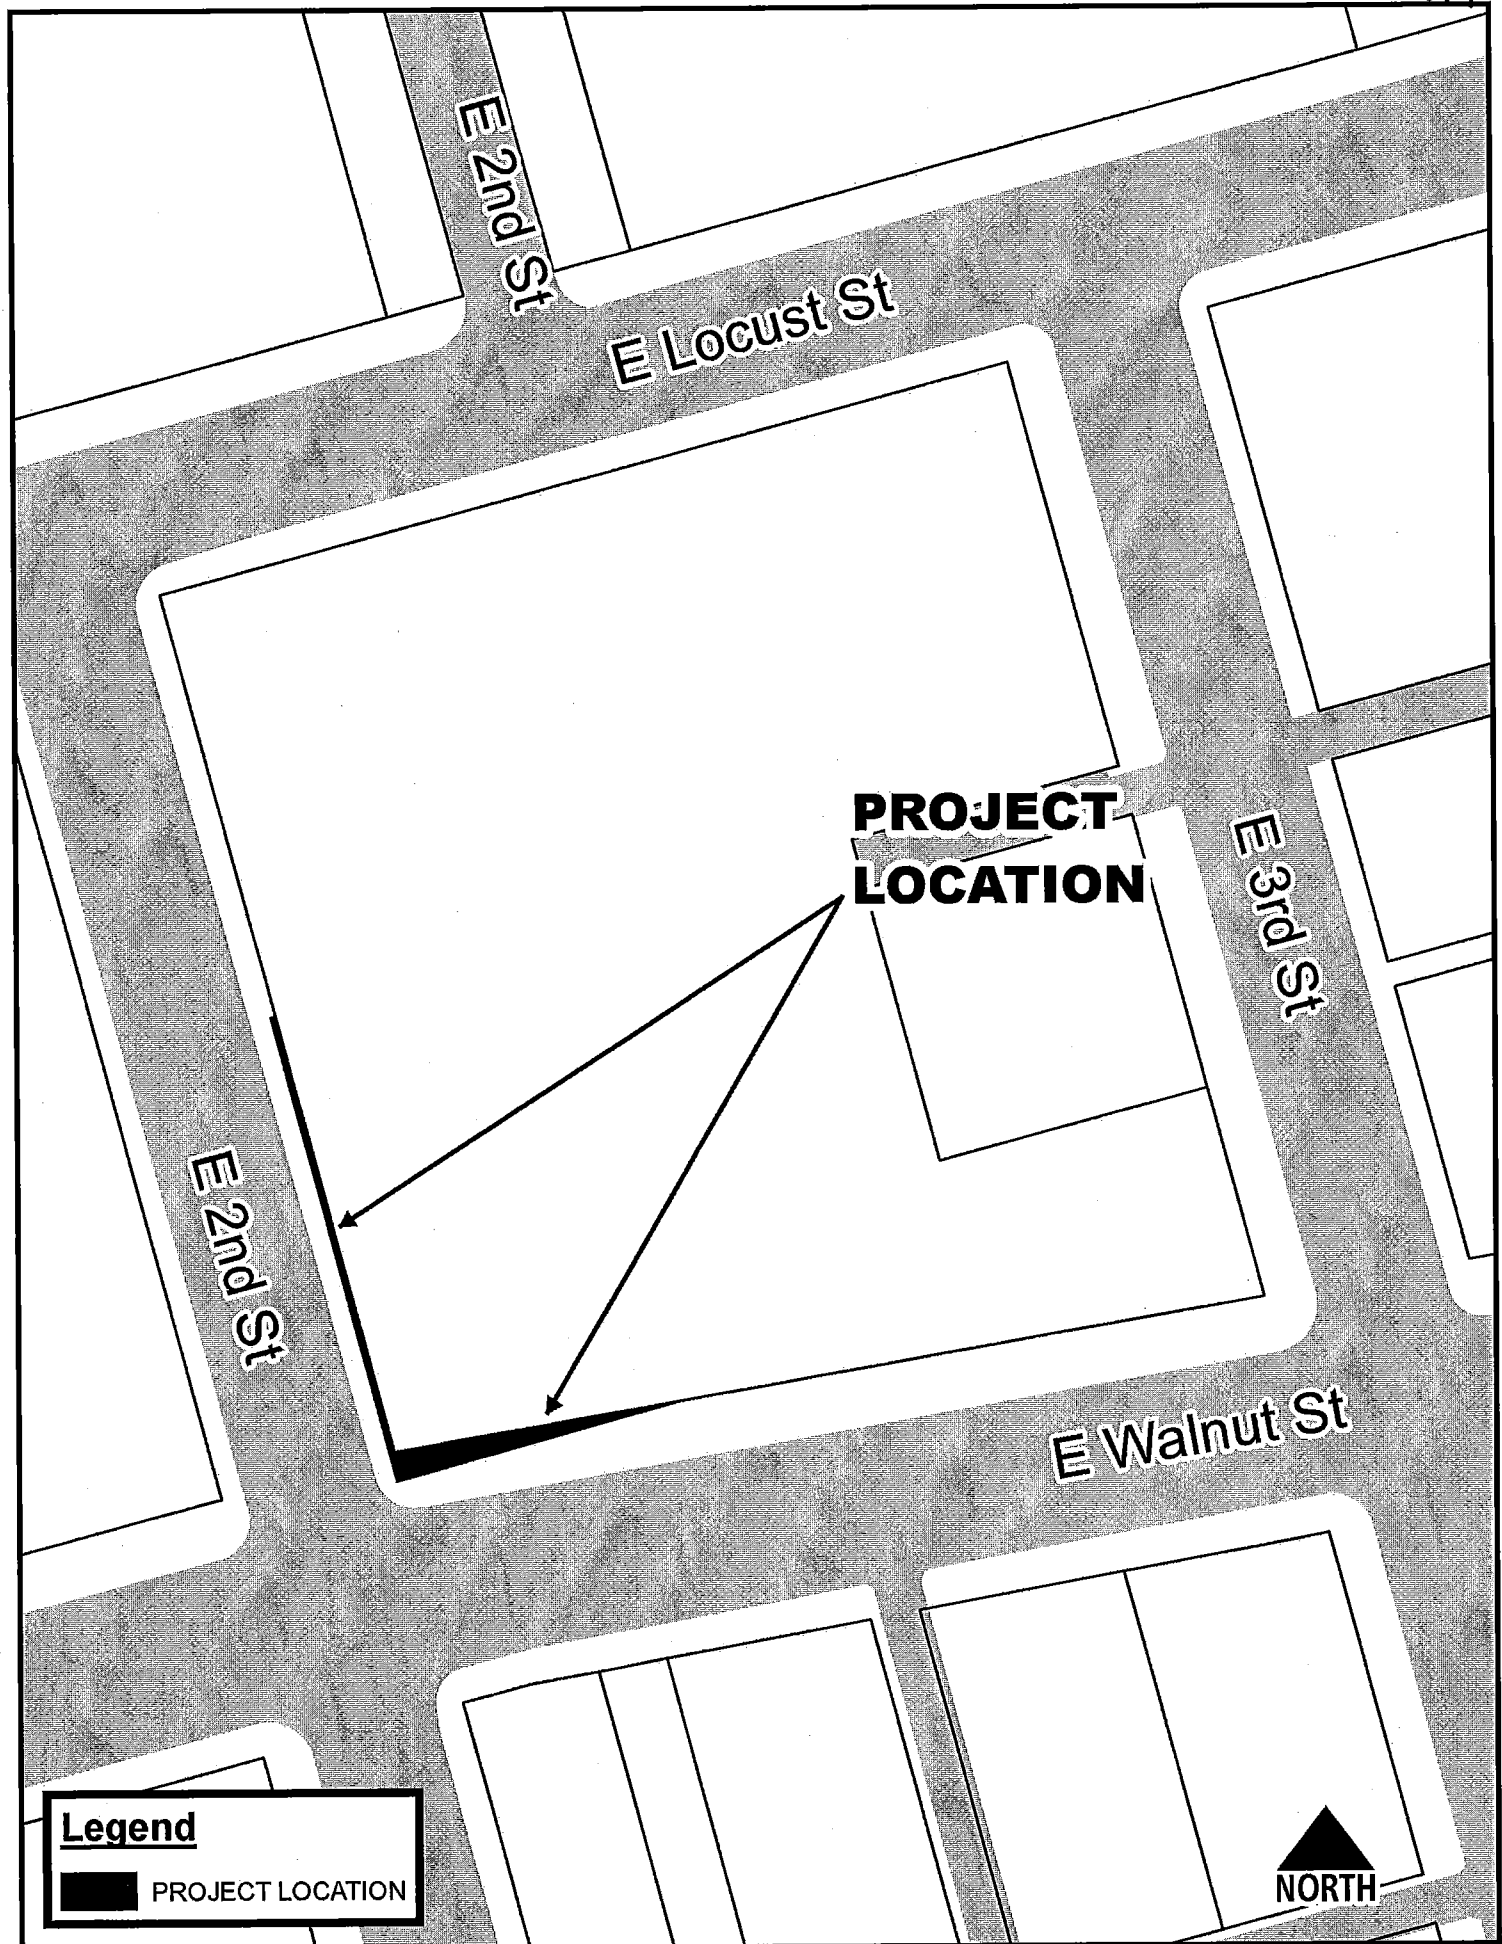 E 2nd St
E Locust St
PROJECT
LOCATION
E 3rd St
E 2nd St
E Walnut St
Legend
PROJECT LOCATION
NORTH